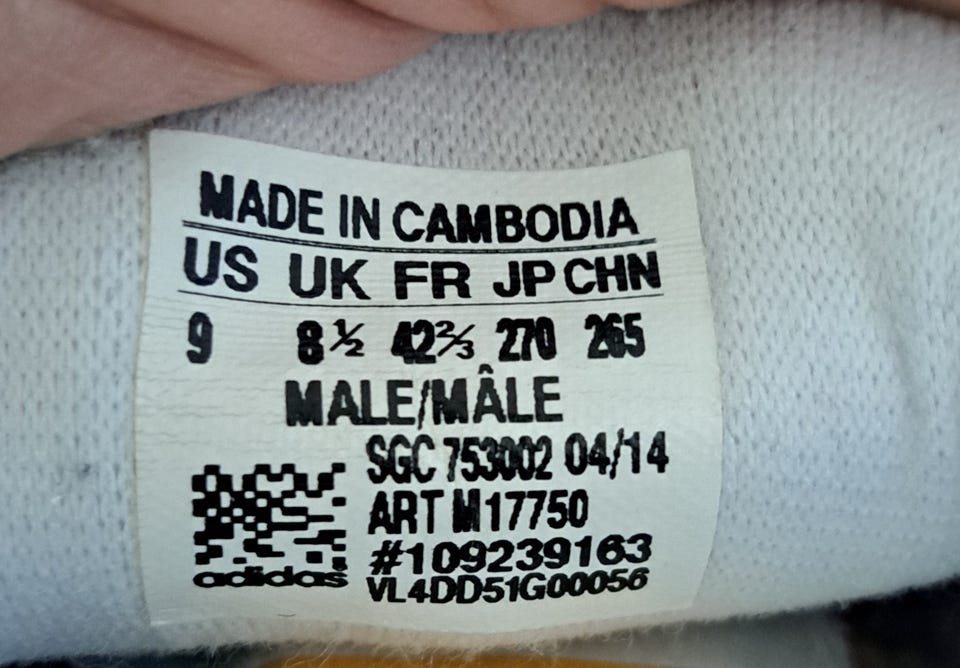 MADE IN CAMBODIA
US UK FR JP CHN
9 8½ 42⅔ 270 265
MALE/MÂLE
SGC 753002 04/14
ART M17750
#109239163
adidas VL4DD51G00056